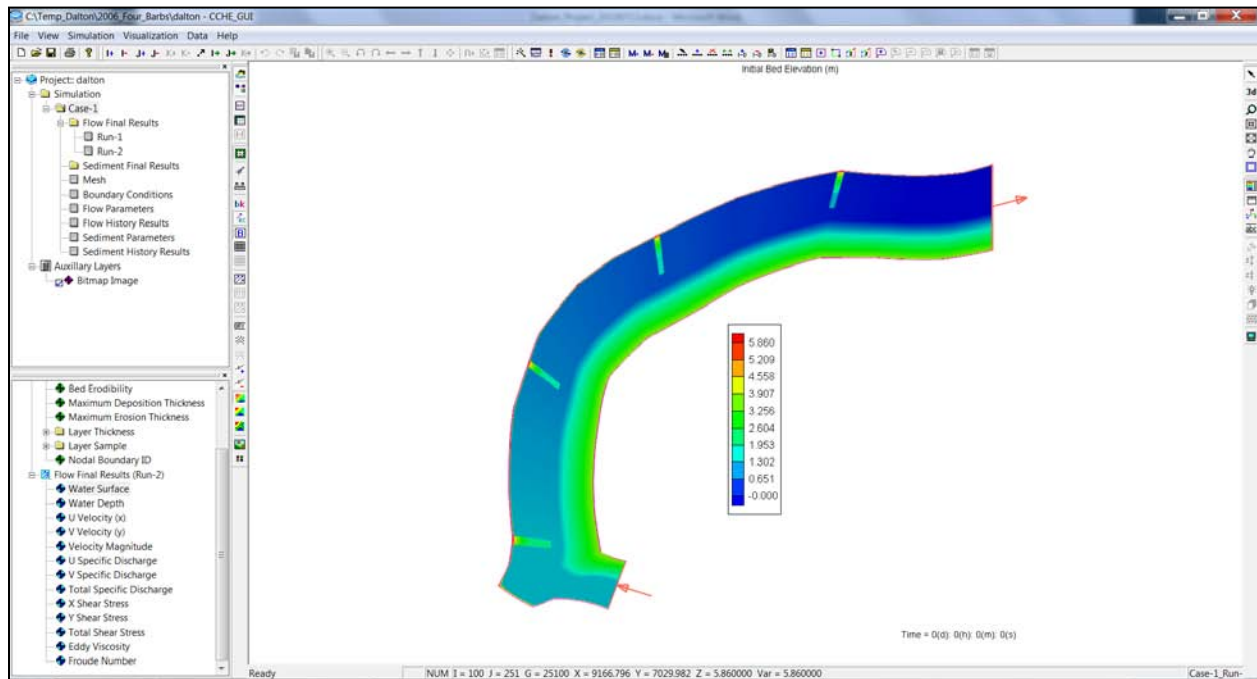 C:\Temp_Dalton\2006_Four_Barbs\dalton - CCHE_GUI
File View Simulation Visualization Data Help
Project: dalton
Simulation
Case-1
Flow Final Results
Run-1
Run-2
Sediment Final Results
Mesh
Boundary Conditions
Flow Parameters
Flow History Results
Sediment Parameters
Sediment History Results
Auxillary Layers
Bitmap Image
Bed Erodibility
Maximum Deposition Thickness
Maximum Erosion Thickness
Layer Thickness
Layer Sample
Nodal Boundary ID
Flow Final Results (Run-2)
Water Surface
Water Depth
U Velocity (x)
V Velocity (y)
Velocity Magnitude
U Specific Discharge
V Specific Discharge
Total Specific Discharge
X Shear Stress
Y Shear Stress
Total Shear Stress
Eddy Viscosity
Froude Number
Initial Bed Elevation (m)
5.860
5.209
4.558
3.907
3.256
2.604
1.953
1.302
0.651
-0.000
Time = 0(d): 0(h): 0(m): 0(s)
3d
abc
Ready
NUM I = 100 J = 251 G = 25100 X = 9166.796 Y = 7029.982 Z = 5.860000 Var = 5.860000
Case-1_Run-